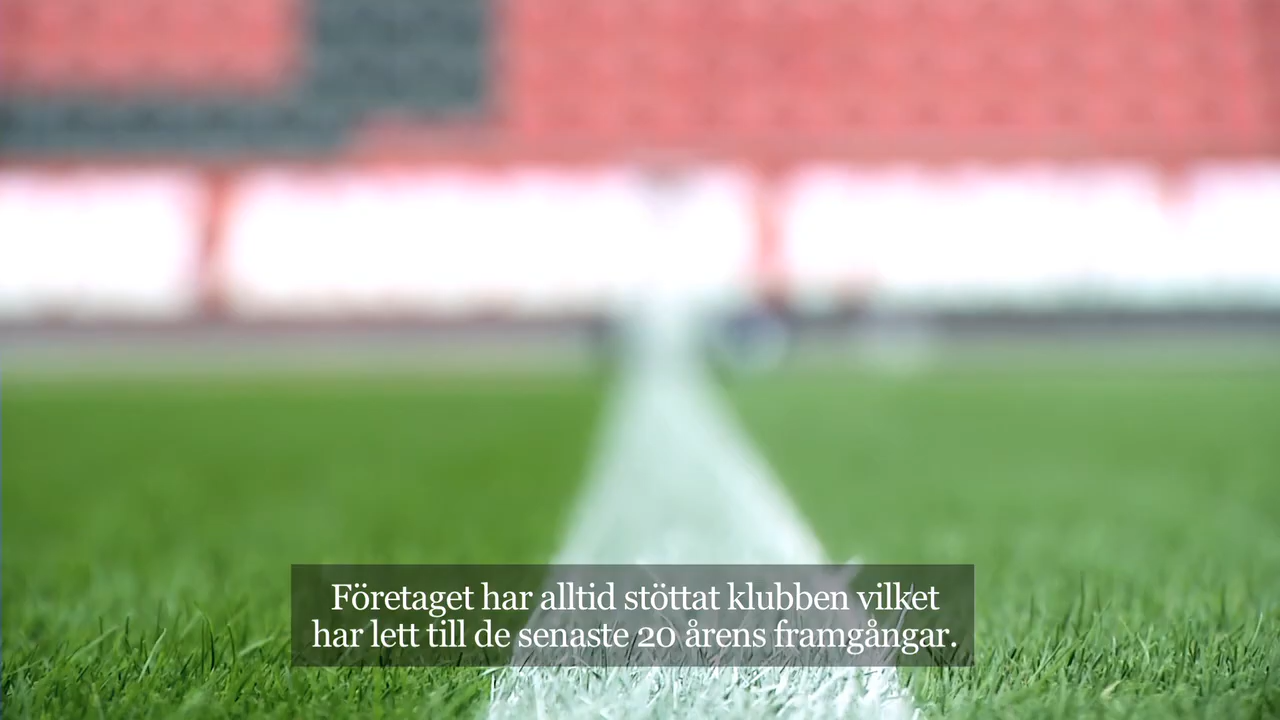 Företaget har alltid stöttat klubben vilket
har lett till de senaste 20 årens framgångar.